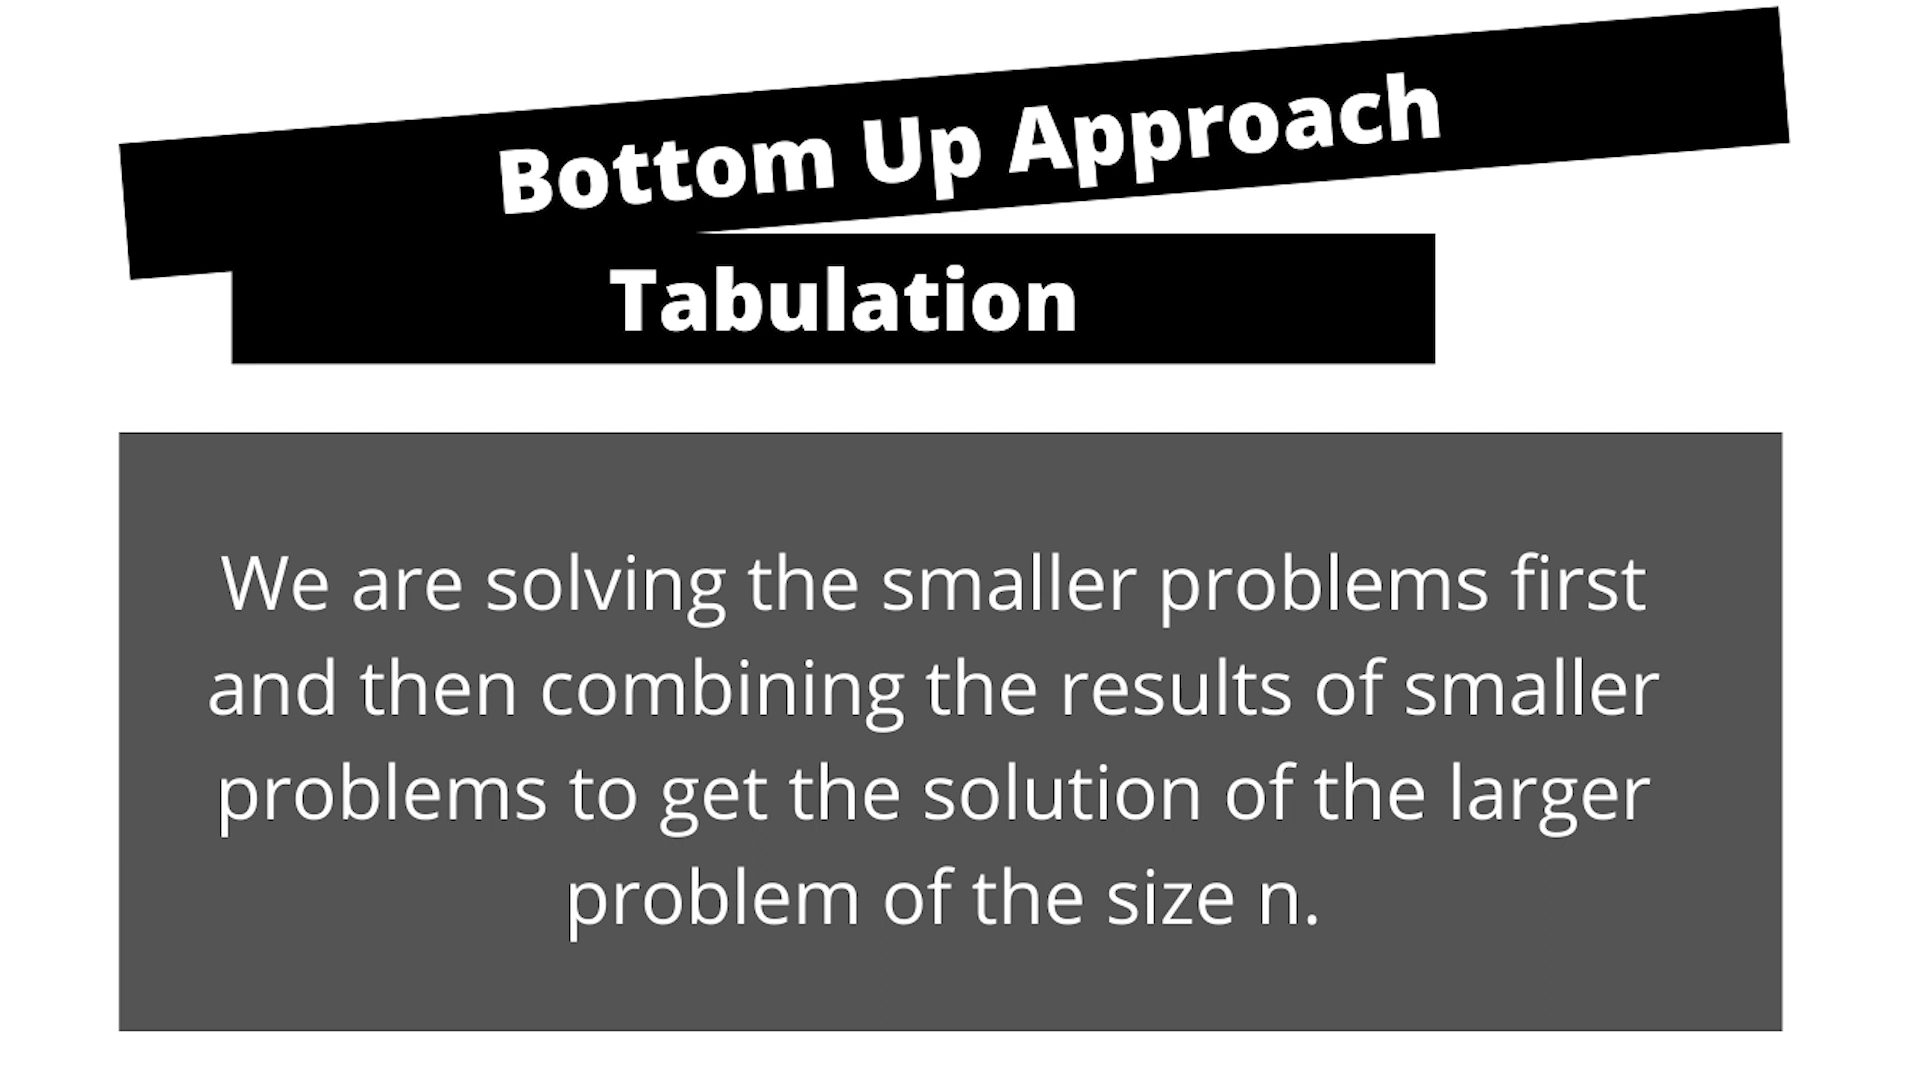 Bottom Up Approach
Tabulation
We are solving the smaller problems first
and then combining the results of smaller
problems to get the solution of the larger
problem of the size n.